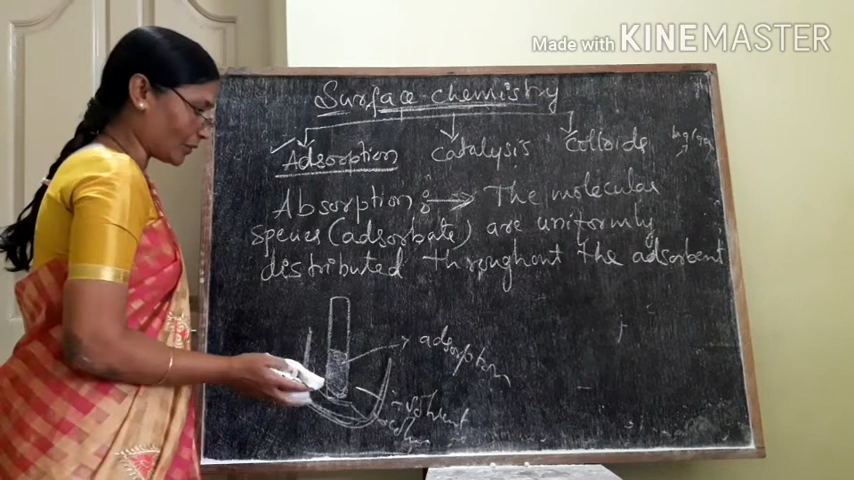 Made with KINEMASTER
Surface chemistry
Adsorption Catalysis Colloids
Absorption : → The molecular
species (adsorbate) are uniformly
distributed throughout the adsorbent
→ adsorption